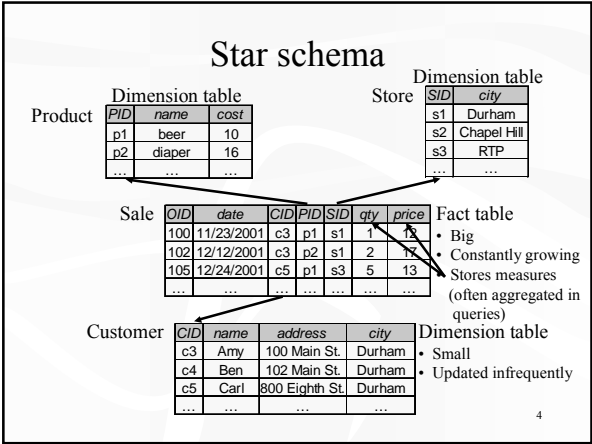 Star schema
Dimension table
Product
PID name cost
p1 beer 10
p2 diaper 16
… … …
Dimension table
Store
SID city
s1 Durham
s2 Chapel Hill
s3 RTP
… …
Sale
OID date CID PID SID qty price
100 11/23/2001 c3 p1 s1 1 12
102 12/12/2001 c3 p2 s1 2 17
105 12/24/2001 c5 p1 s3 5 13
… … … … … … …
Fact table
• Big
• Constantly growing
• Stores measures
(often aggregated in
queries)
Customer
CID name address city
c3 Amy 100 Main St. Durham
c4 Ben 102 Main St. Durham
c5 Carl 800 Eighth St. Durham
… … … …
Dimension table
• Small
• Updated infrequently
4